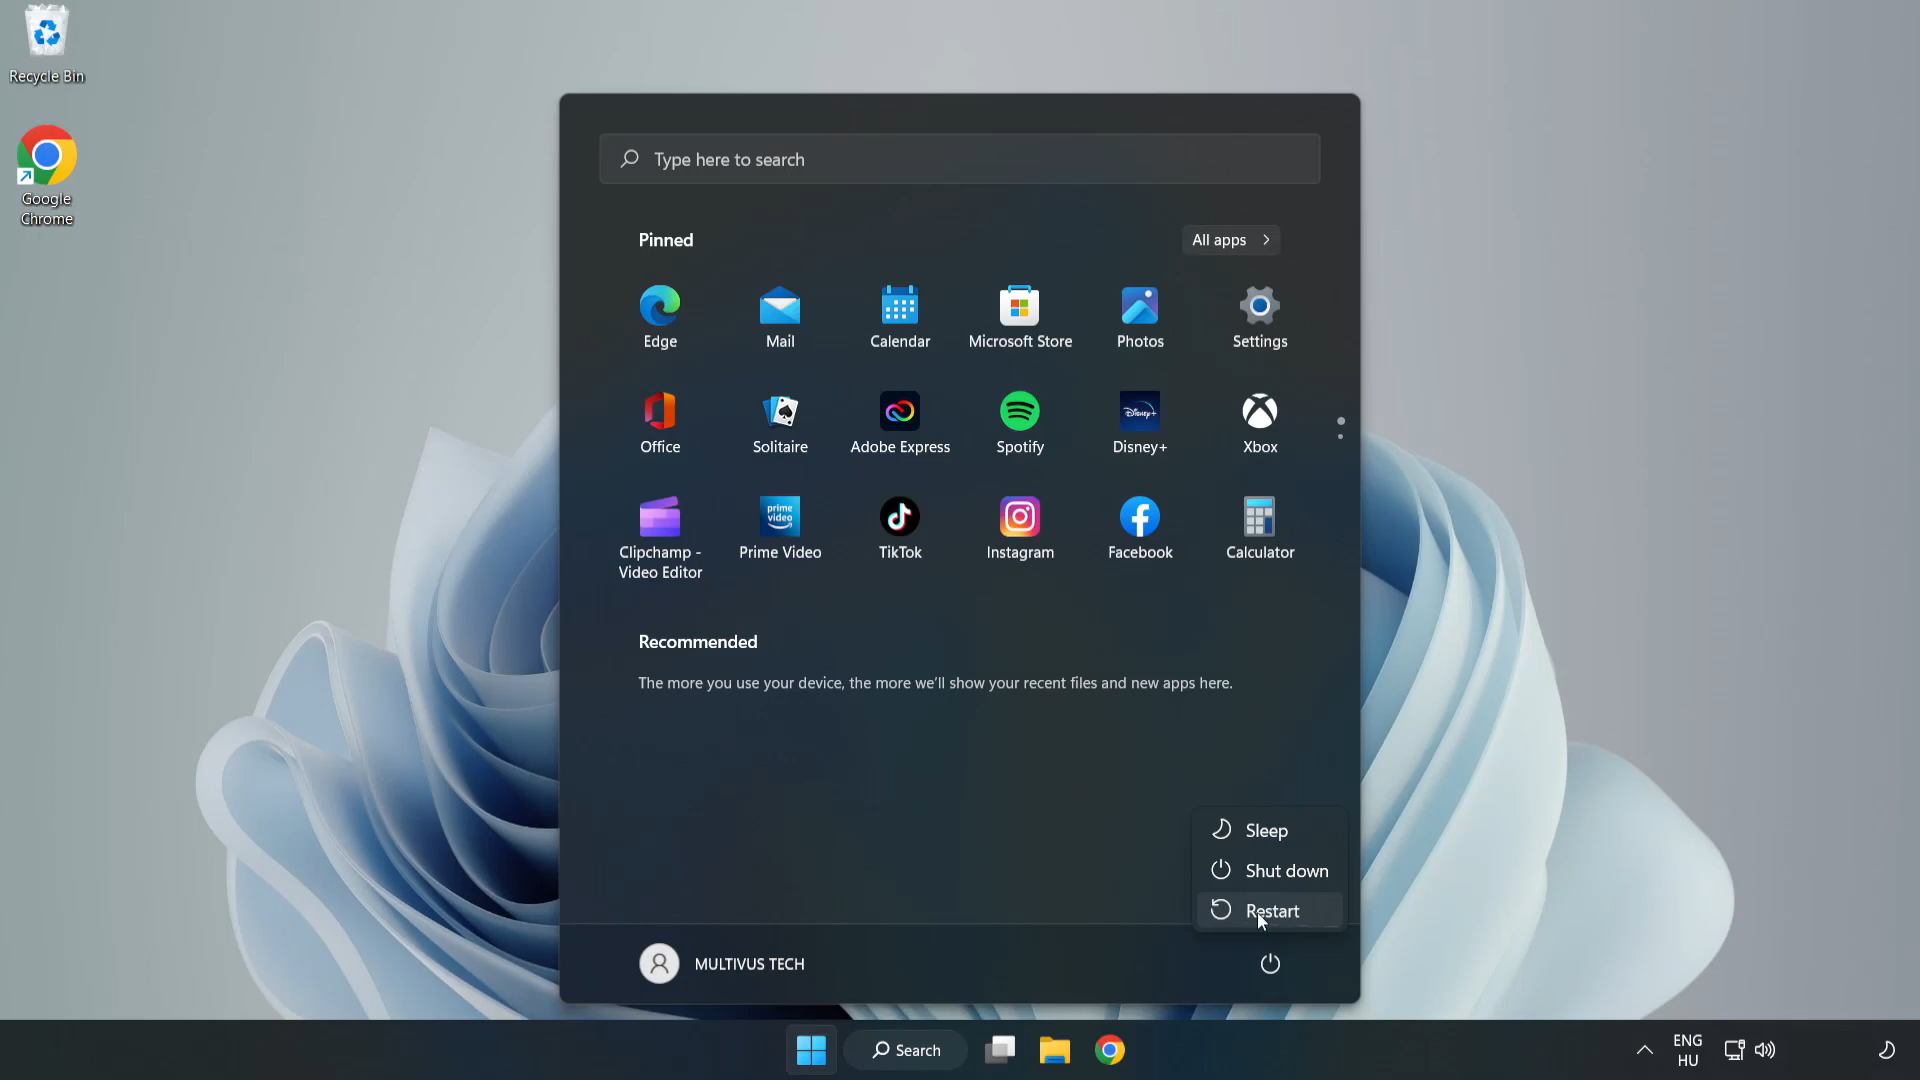 Recycle Bin
Google
Chrome
Type here to search
Pinned
All apps
Edge
Mail
Calendar
Microsoft Store
Photos
Settings
Office
Solitaire
Adobe Express
Spotify
Disney+
Disney+
Xbox
prime
video
Clipchamp -
Video Editor
Prime Video
TikTok
Instagram
Facebook
Calculator
Recommended
The more you use your device, the more we'll show your recent files and new apps here.
Sleep
Shut down
Restart
MULTIVUS TECH
Search
ENG
HU